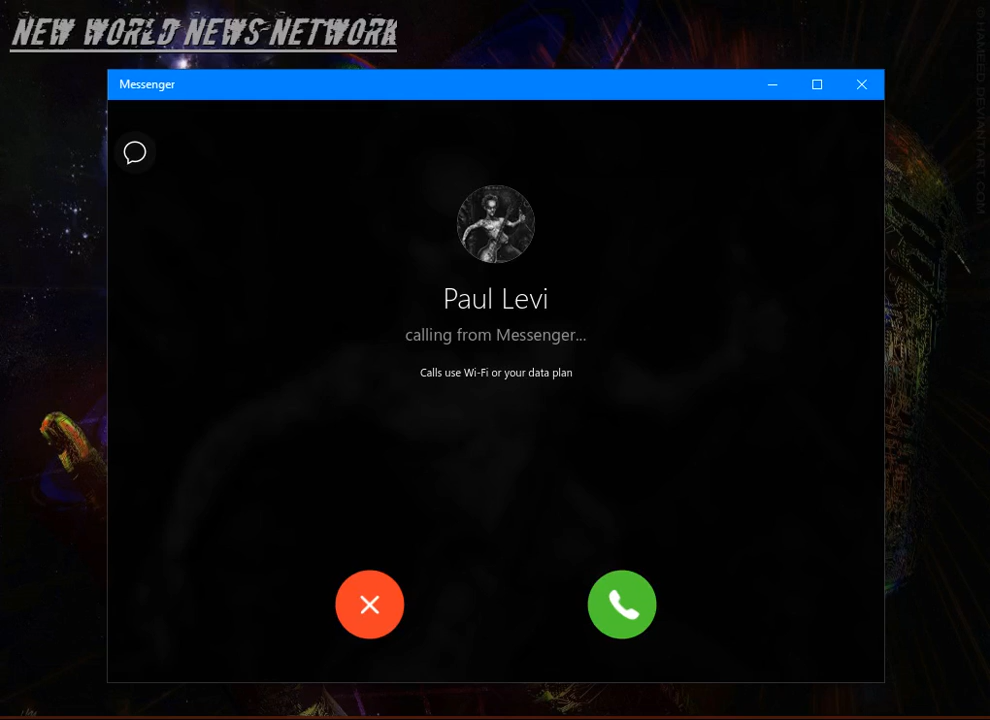 NEW WORLD NEWS NETWORK
Messenger
Paul Levi
calling from Messenger...
Calls use Wi-Fi or your data plan